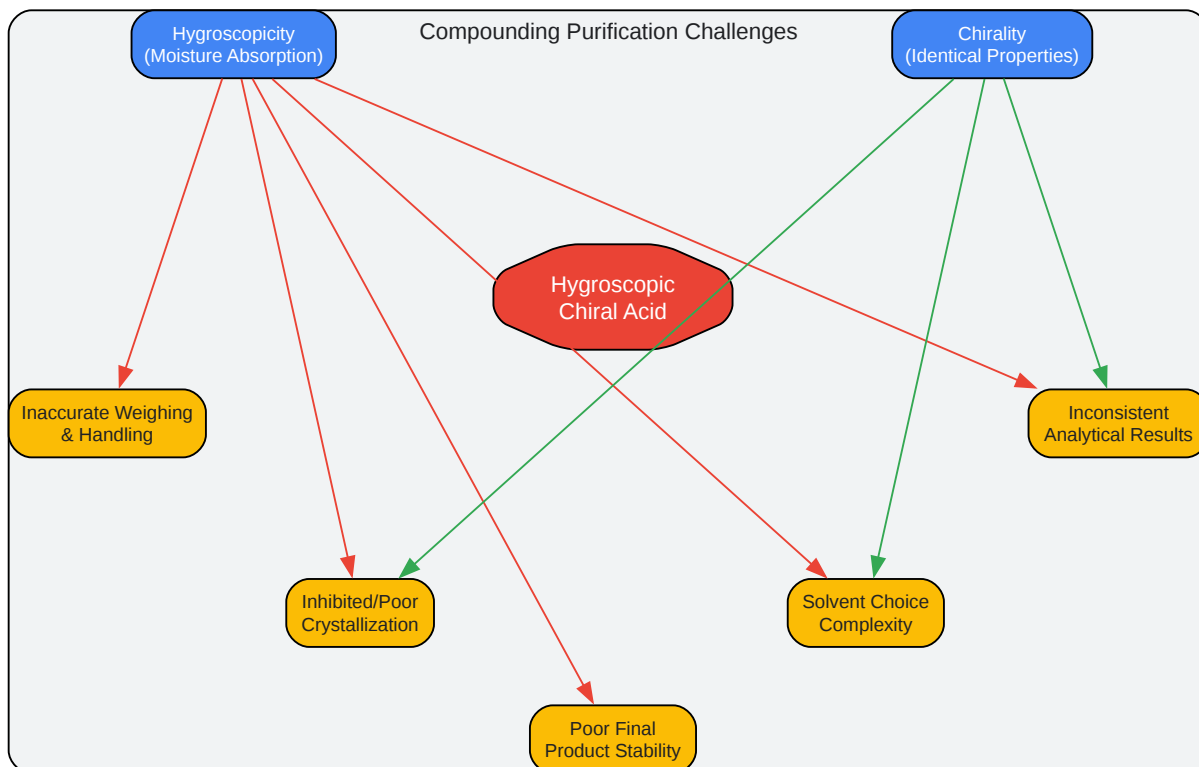 Compounding Purification Challenges
Hygroscopicity
(Moisture Absorption)
Chirality
(Identical Properties)
Hygroscopic
Chiral Acid
Inaccurate Weighing
& Handling
Inconsistent
Analytical Results
Inhibited/Poor
Crystallization
Solvent Choice
Complexity
Poor Final
Product Stability